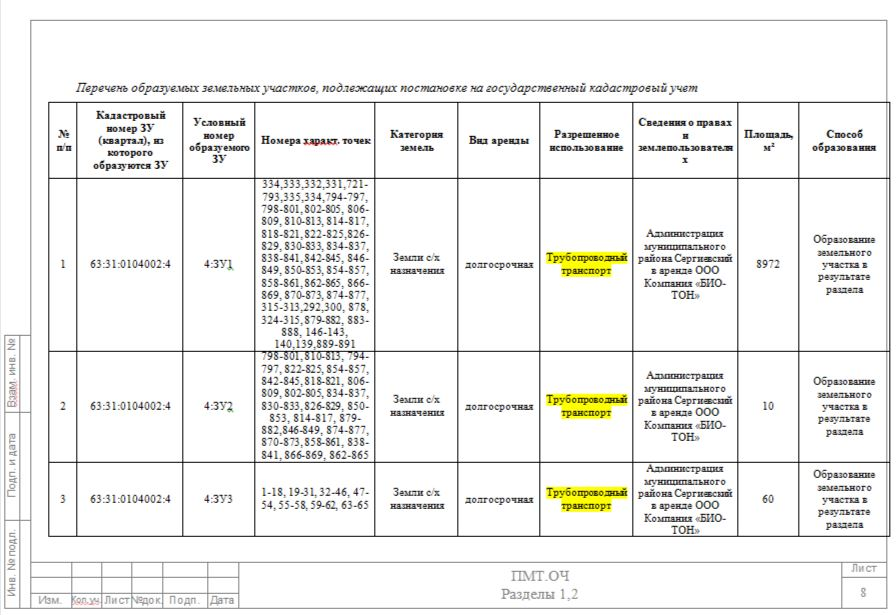 Перечень образуемых земельных участков, подлежащих постановке на государственный кадастровый учет
№
п/п
Кадастровый
номер ЗУ
(квартал), из
которого
образуются ЗУ
Условный
номер
образуемого
ЗУ
Номера характ. точек
Категория
земель
Вид аренды
Разрешенное
использование
Сведения о правах
и
землепользователя
х
Площадь,
м²
Способ
образования
1
63:31:0104002:4
4:ЗУ1
334,333,332,331,721-
793,335,334,794-797,
798-801,802-805, 806-
809, 810-813, 814-817,
818-821,822-825,826-
829, 830-833, 834-837,
838-841,842-845, 846-
849, 850-853, 854-857,
858-861, 862-865, 866-
869, 870-873, 874-877,
315-313,292,300, 878,
324-315,879-882, 883-
888, 146-143,
140,139,889-891
Земли с/х
назначения
долгосрочная
Трубопроводный
транспорт
Администрация
муниципального
района Сергиевский
в аренде ООО
Компания «БИО-
ТОН»
8972
Образование
земельного
участка в
результате
раздела
2
63:31:0104002:4
4:ЗУ2
798-801,810-813, 794-
797, 822-825, 854-857,
842-845, 818-821, 806-
809, 802-805, 834-837,
830-833, 826-829, 850-
853, 814-817, 879-
882,846-849, 874-877,
870-873,858-861, 838-
841, 866-869, 862-865
Земли с/х
назначения
долгосрочная
Трубопроводный
транспорт
Администрация
муниципального
района Сергиевский
в аренде ООО
Компания «БИО-
ТОН»
10
Образование
земельного
участка в
результате
раздела
3
63:31:0104002:4
4:ЗУ3
1-18, 19-31, 32-46, 47-
54, 55-58, 59-62, 63-65
Земли с/х
назначения
долгосрочная
Трубопроводный
транспорт
Администрация
муниципального
района Сергиевский
в аренде ООО
Компания «БИО-
ТОН»
60
Образование
земельного
участка в
результате
раздела
Взам. инв. №
Подп. и дата
Инв. № подл.
Изм.
Кол.уч.
Лист
№док.
Подп.
Дата
ПМТ.ОЧ
Разделы 1,2
Лист
8